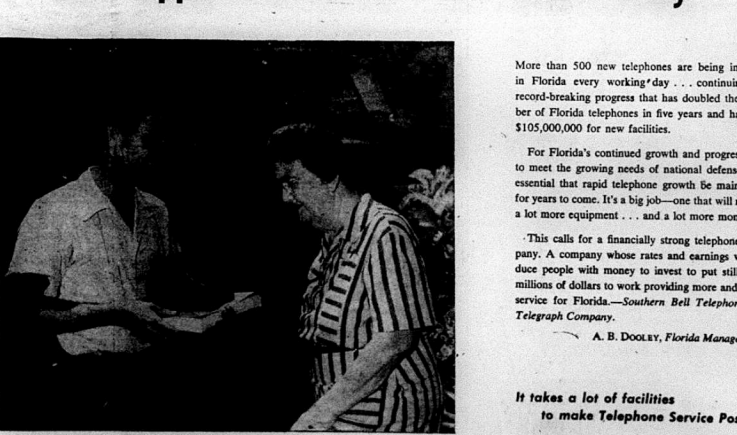 More than 500 new telephones are being in
in Florida every working day . . . continuin
record-breaking progress that has doubled the
ber of Florida telephones in five years and ha
$105,000,000 for new facilities.
For Florida's continued growth and progres
to meet the growing needs of national defens
essential that rapid telephone growth be main
for years to come. It's a big job—one that will
a lot more equipment . . . and a lot more mon
This calls for a financially strong telephone
pany. A company whose rates and earnings w
duce people with money to invest to put still
millions of dollars to work providing more and
service for Florida.—Southern Bell Telephon
Telegraph Company.
A. B. DOOLEY, Florida Manage
It takes a lot of facilities
to make Telephone Service Pos